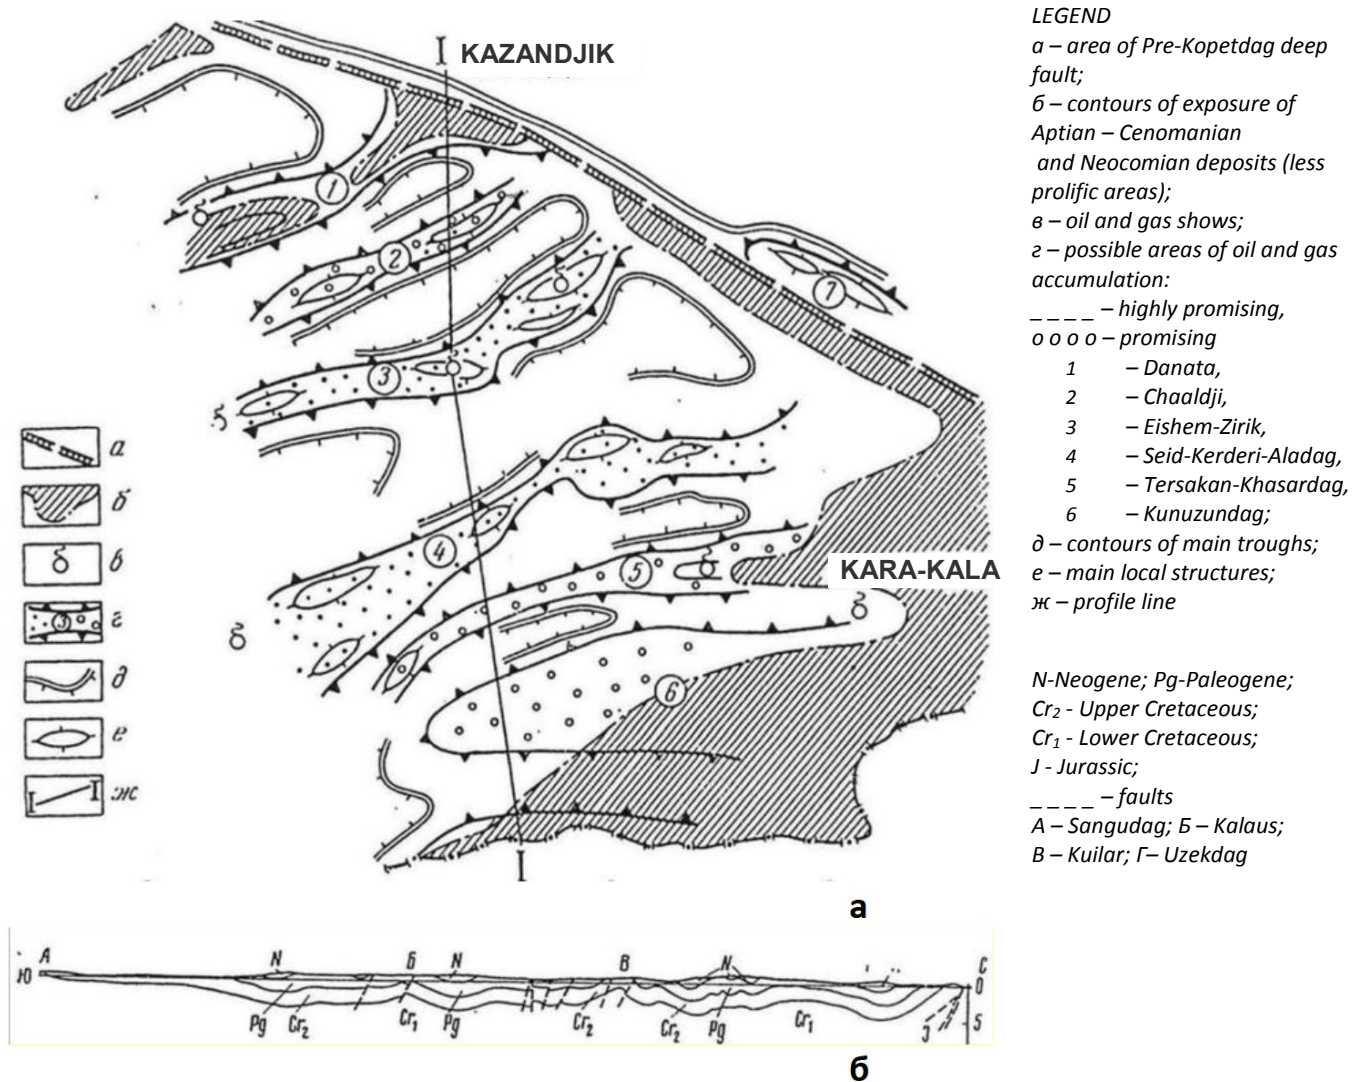 I KAZANDJIK
1
2
3
4
5
6
7
KARA-KALA
I
а
б
в
г
3
д
е
I I
ж
LEGEND
а – area of Pre-Kopetdag deep
fault;
б – contours of exposure of
Aptian – Cenomanian
and Neocomian deposits (less
prolific areas);
в – oil and gas shows;
г – possible areas of oil and gas
accumulation:
_ _ _ _ – highly promising,
o o o o – promising
1 – Danata,
2 – Chaaldji,
3 – Eishem-Zirik,
4 – Seid-Kerderi-Aladag,
5 – Tersakan-Khasardag,
6 – Kunuzundag;
д – contours of main troughs;
е – main local structures;
ж – profile line
N-Neogene; Pg-Paleogene;
Cr₂ - Upper Cretaceous;
Cr₁ - Lower Cretaceous;
J - Jurassic;
_ _ _ _ – faults
А – Sangudag; Б – Kalaus;
В – Kuilar; Г– Uzekdag
а
А N Б N В N С
Ю 0
Pg Cr₂ Cr₁ Pg Cr₂ Cr₂ Pg Cr₁ J 5
б